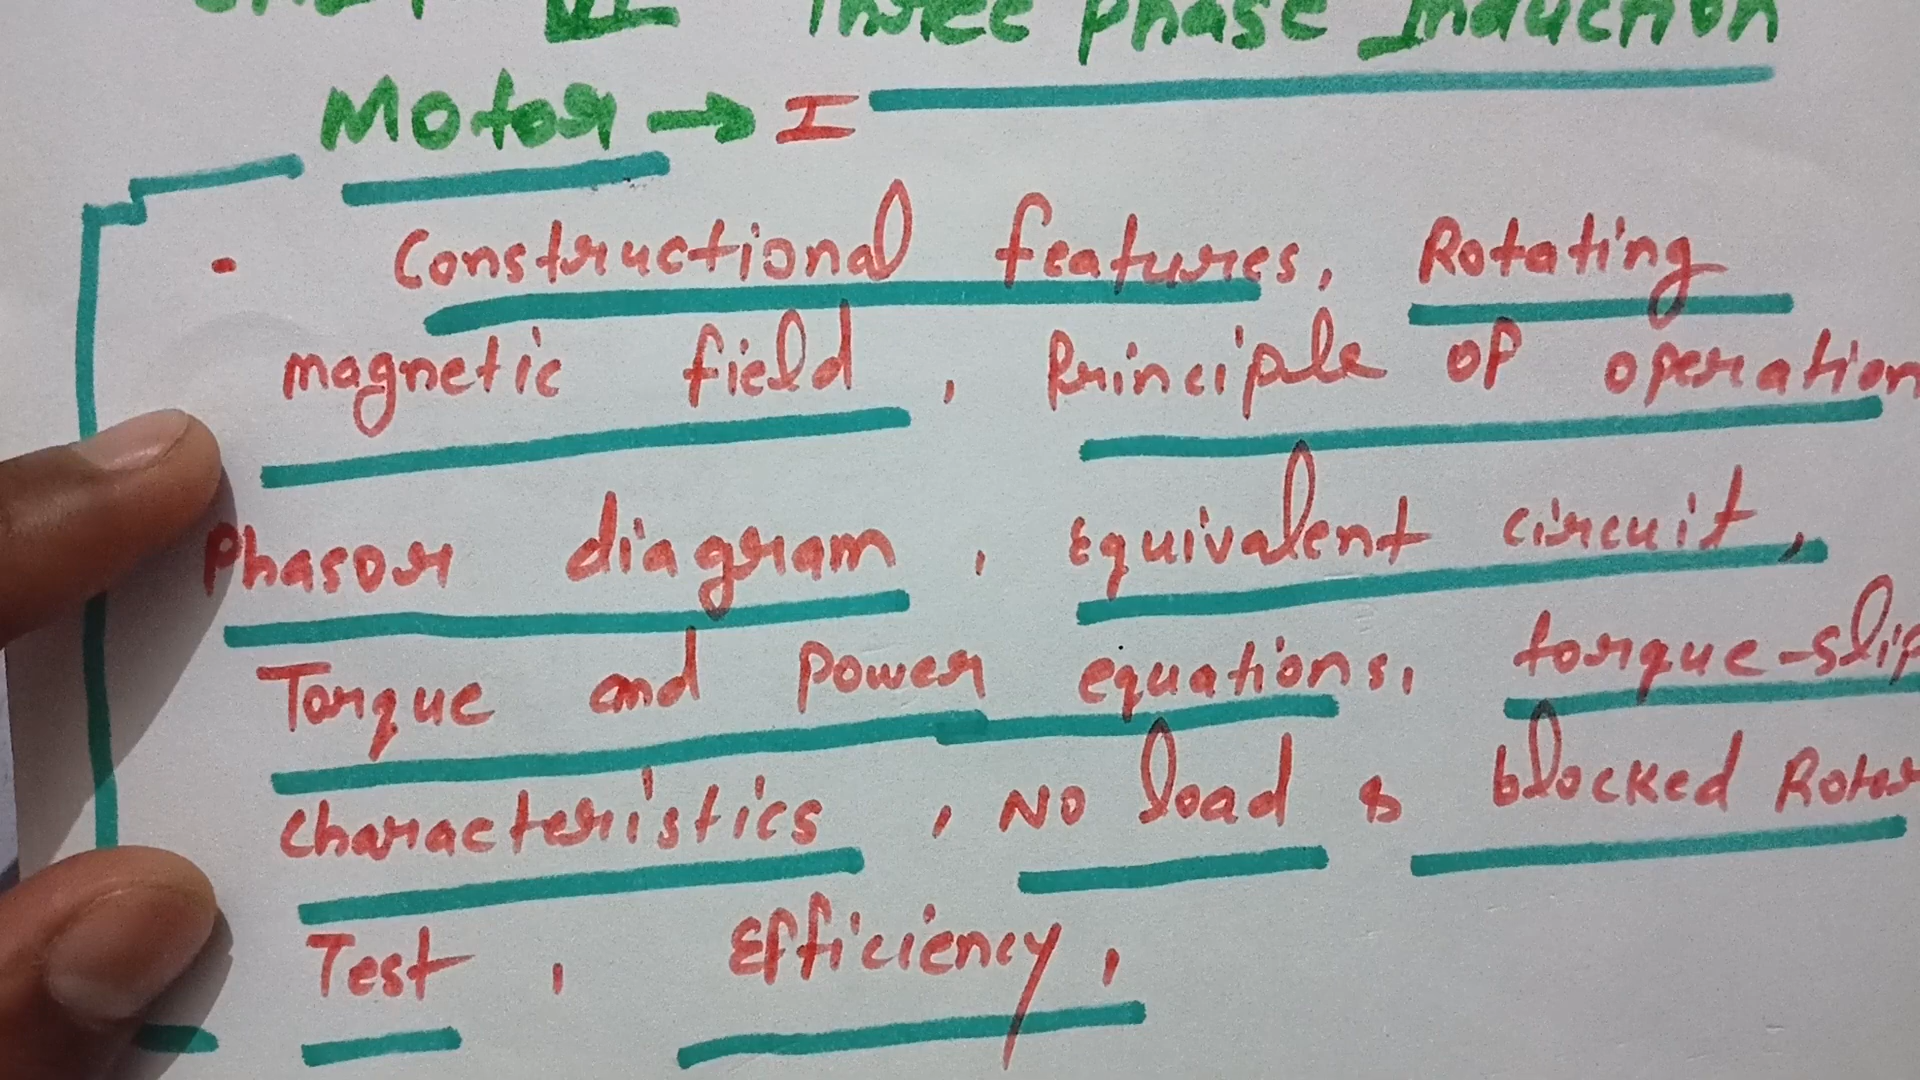 VI Three phase Induction
Motor → I
• Constructional features, Rotating
magnetic field, Principle of operation
Phasor diagram, Equivalent circuit,
Torque and power equations, torque-slip
characteristics, No load & blocked Rotor
Test, Efficiency,